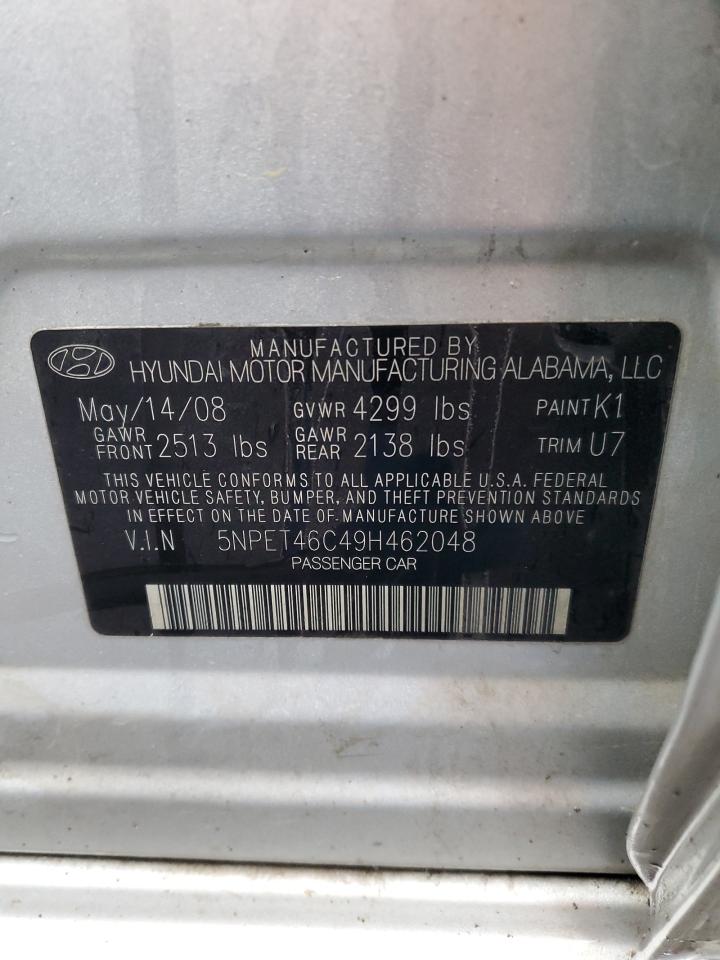 MANUFACTURED BY
HYUNDAI MOTOR MANUFACTURING ALABAMA, LLC
May/14/08 GVWR 4299 lbs PAINT K1
GAWR FRONT 2513 lbs GAWR REAR 2138 lbs TRIM U7
THIS VEHICLE CONFORMS TO ALL APPLICABLE U.S.A. FEDERAL
MOTOR VEHICLE SAFETY, BUMPER, AND THEFT PREVENTION STANDARDS
IN EFFECT ON THE DATE OF MANUFACTURE SHOWN ABOVE
V.I.N 5NPET46C49H462048
PASSENGER CAR